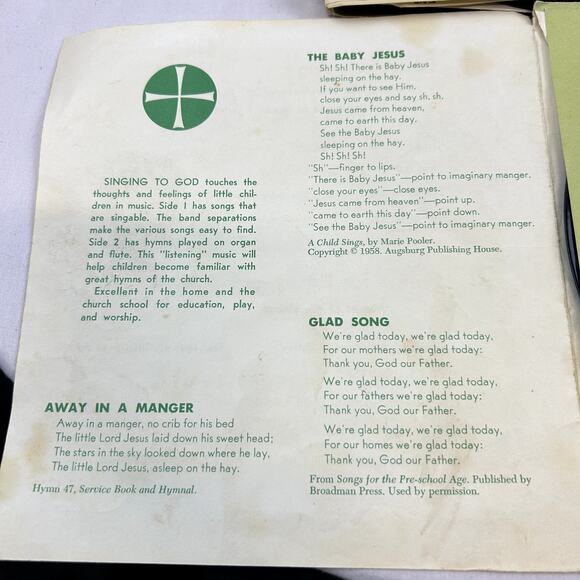 SINGING TO GOD touches the
thoughts and feelings of little chil-
dren in music. Side 1 has songs that
are singable. The band separations
make the various songs easy to find.
Side 2 has hymns played on organ
and flute. This "listening" music will
help children become familiar with
great hymns of the church.
Excellent in the home and the
church school for education, play,
and worship.
AWAY IN A MANGER
Away in a manger, no crib for his bed
The little Lord Jesus laid down his sweet head;
The stars in the sky looked down where he lay,
The little Lord Jesus, asleep on the hay.
Hymn 47, Service Book and Hymnal.
THE BABY JESUS
Sh! Sh! There is Baby Jesus
sleeping on the hay.
If you want to see Him,
close your eyes and say sh, sh.
Jesus came from heaven,
came to earth this day.
See the Baby Jesus
sleeping on the hay.
Sh! Sh! Sh!
"Sh"—finger to lips.
"There is Baby Jesus"—point to imaginary manger.
"close your eyes"—close eyes.
"Jesus came from heaven"—point up.
"came to earth this day"—point down.
"See the Baby Jesus"—point to imaginary manger.
A Child Sings, by Marie Pooler.
Copyright © 1958. Augsburg Publishing House.
GLAD SONG
We're glad today, we're glad today,
For our mothers we're glad today:
Thank you, God our Father.
We're glad today, we're glad today,
For our fathers we're glad today:
Thank you, God our Father.
We're glad today, we're glad today,
For our homes we're glad today:
Thank you, God our Father.
From Songs for the Pre-school Age. Published by
Broadman Press. Used by permission.